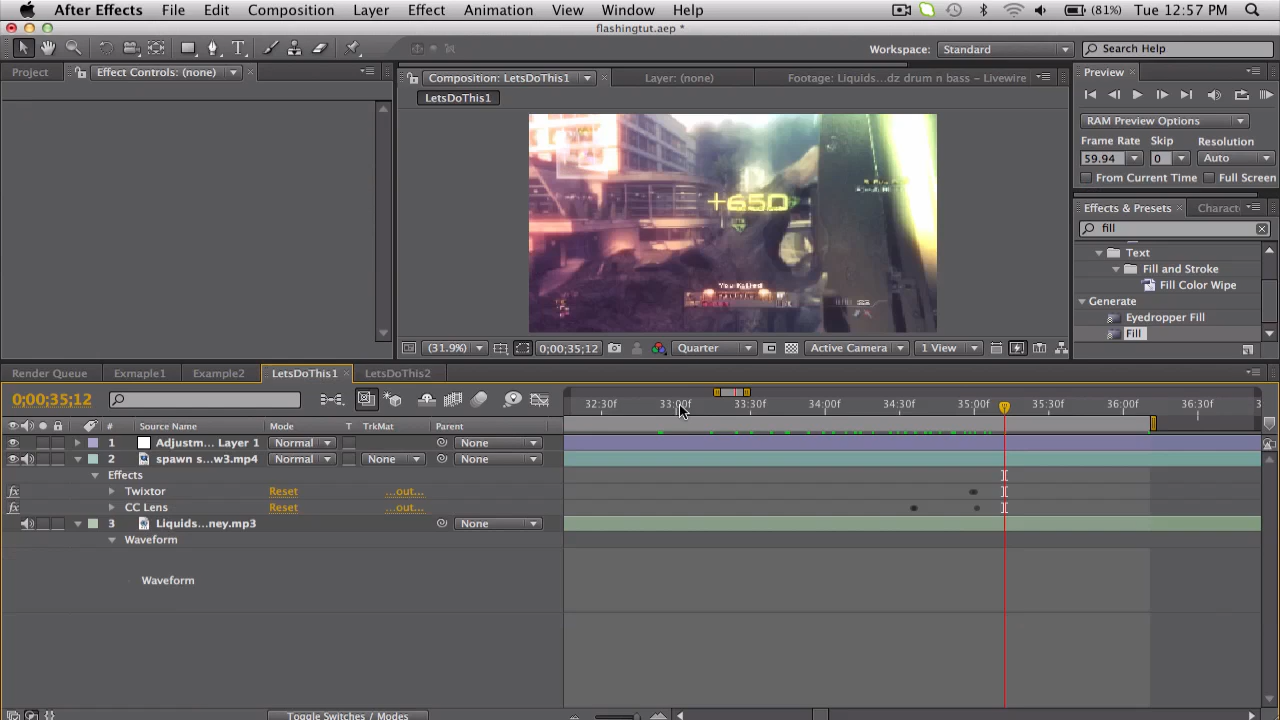 After Effects File Edit Composition Layer Effect Animation View Window Help (81%) Tue 12:57 PM
flashingtut.aep *
Workspace: Standard Search Help
Project Effect Controls: (none) Composition: LetsDoThis1 Layer: (none) Footage: Liquids...dz drum n bass – Livewire Preview
LetsDoThis1
RAM Preview Options
Frame Rate Skip Resolution
59.94 0 Auto
From Current Time Full Screen
Effects & Presets Charact
fill
Text
Fill and Stroke
Fill Color Wipe
Generate
Eyedropper Fill
Fill
+650
You Killed
(31.9%) 0;00;35;12 Quarter Active Camera 1 View
Render Queue Exmaple1 Example2 LetsDoThis1 LetsDoThis2
0;00;35;12
32:30f 33:00f 33:30f 34:00f 34:30f 35:00f 35:30f 36:00f 36:30f
# Source Name Mode T TrkMat Parent
1 Adjustm... Layer 1 Normal None
2 spawn s...w3.mp4 Normal None None
Effects
fx Twixtor Reset ...out...
fx CC Lens Reset ...out...
3 Liquids...ney.mp3 None
Waveform
Waveform
Toggle Switches / Modes